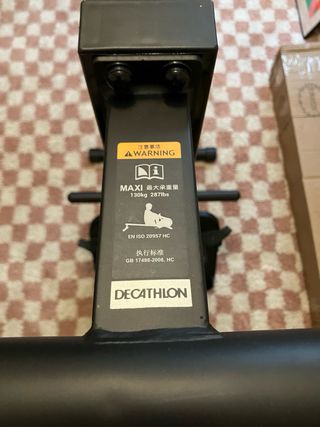 注意事项
WARNING
MAXI 最大承重量
130kg 287lbs
EN ISO 20957 HC
执行标准
GB 17498-2008, HC
DECATHLON